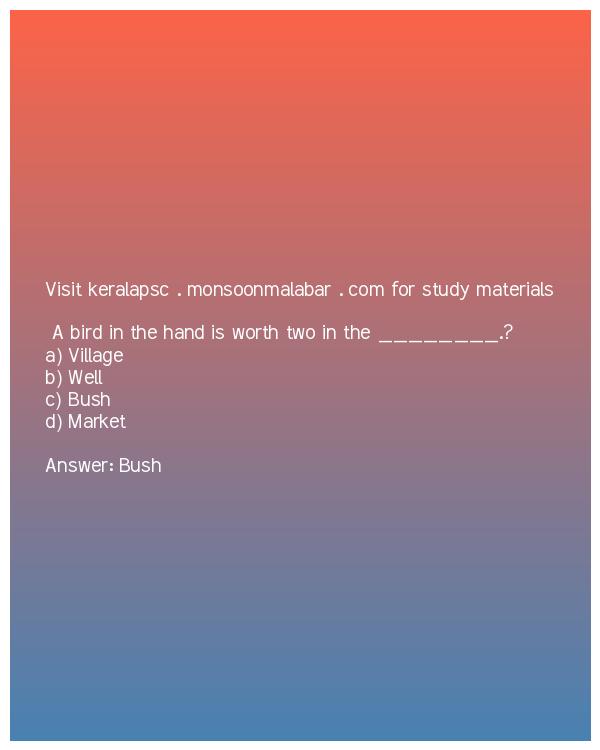 Visit keralapsc . monsoonmalabar . com for study materials
A bird in the hand is worth two in the ________.?
a) Village
b) Well
c) Bush
d) Market
Answer: Bush